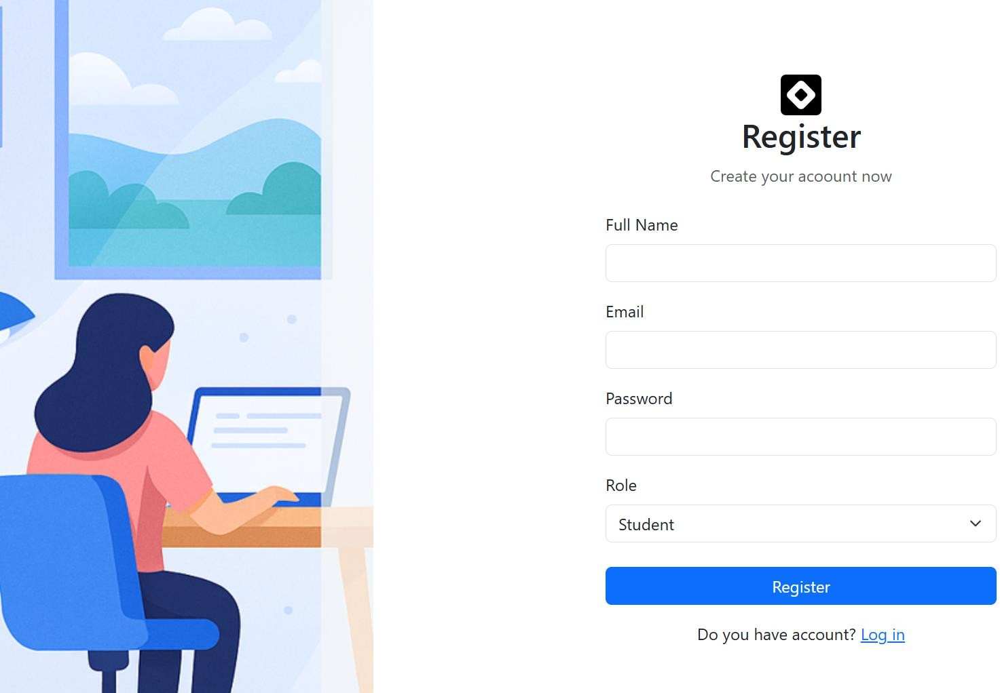 Register
Create your acoount now
Full Name
Email
Password
Role
Student
Register
Do you have account? Log in